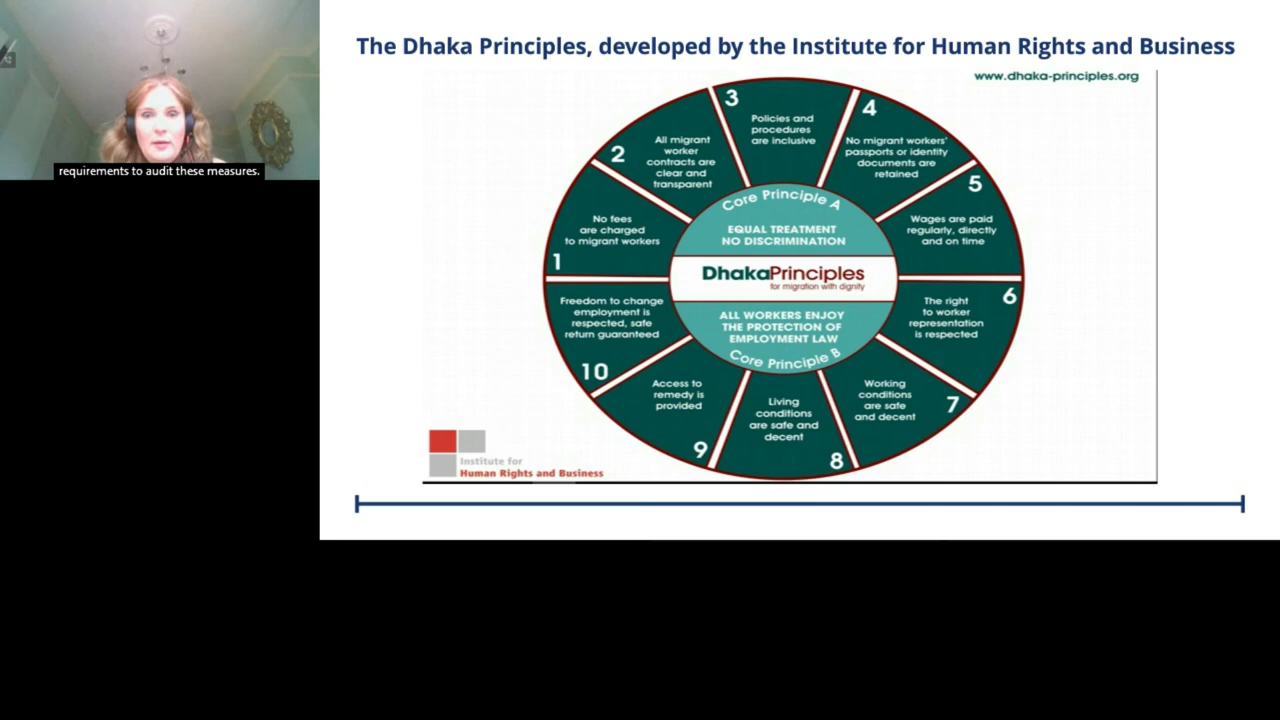 requirements to audit these measures.
The Dhaka Principles, developed by the Institute for Human Rights and Business
www.dhaka-principles.org
1
No fees
are charged
to migrant workers
2
All migrant
worker
contracts are
clear and
transparent
3
Policies and
procedures
are inclusive
4
No migrant workers'
passports or identity
documents are
retained
5
Wages are paid
regularly, directly
and on time
6
The right
to worker
representation
is respected
7
Working
conditions
are safe
and decent
8
Living
conditions
are safe and
decent
9
Access to
remedy is
provided
10
Freedom to change
employment is
respected, safe
return guaranteed
Core Principle A
EQUAL TREATMENT
NO DISCRIMINATION
DhakaPrinciples
for migration with dignity
ALL WORKERS ENJOY
THE PROTECTION OF
EMPLOYMENT LAW
Core Principle B
Institute for
Human Rights and Business